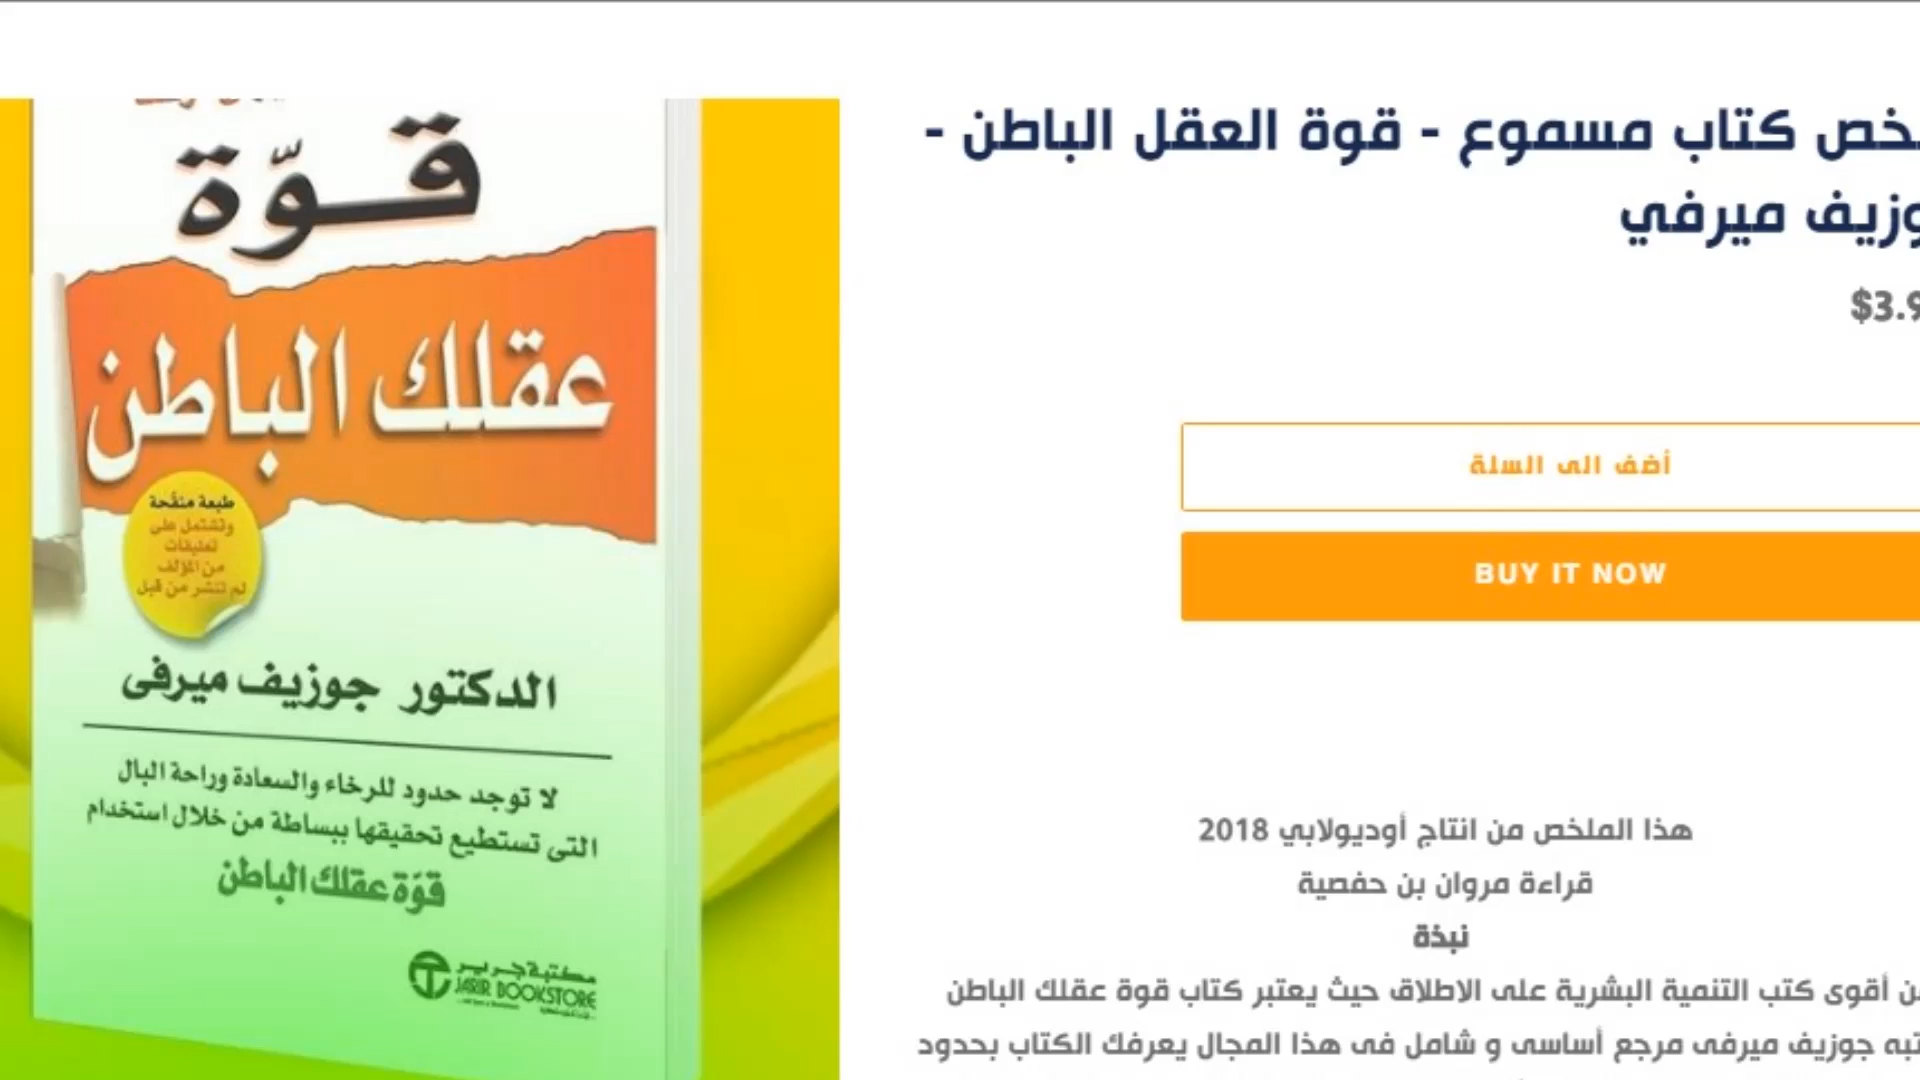 قوّة
عقلك الباطن
طبعة منقحة
وتشتمل على
تعليقات
من المؤلف
لم تنشر من قبل
الدكتور جوزيف ميرفى
لا توجد حدود للرخاء والسعادة وراحة البال
التى تستطيع تحقيقها ببساطة من خلال استخدام
قوّة عقلك الباطن
مكتبة جرير
JARIR BOOKSTORE
كتاب مسموع - قوة العقل الباطن -
ميرفي
$3.9
أضف الى السلة
BUY IT NOW
هذا الملخص من انتاج أوديولابي 2018
قراءة مروان بن حفصية
نبذة
أقوى كتب التنمية البشرية على الاطلاق حيث يعتبر كتاب قوة عقلك الباطن
جوزيف ميرفى مرجع أساسى و شامل فى هذا المجال يعرفك الكتاب بحدود